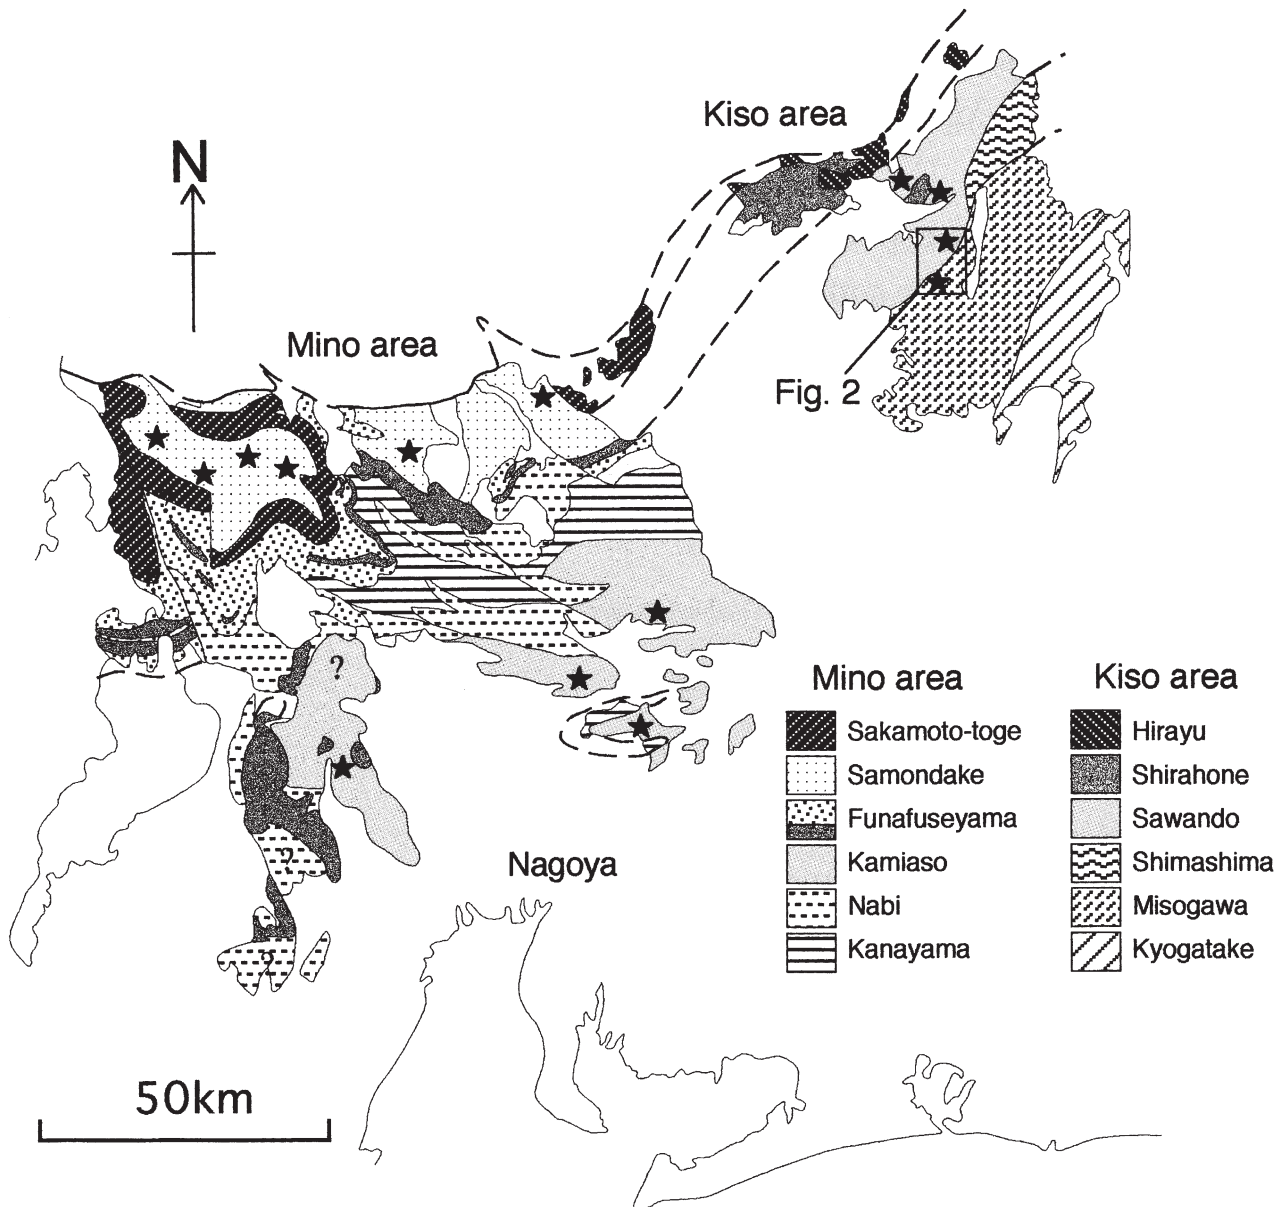 Kiso area
N
Mino area
Fig. 2
?
Mino area
Kiso area
Sakamoto-toge
Hirayu
Samondake
Shirahone
Funafuseyama
Sawando
Kamiaso
Shimashima
Nabi
Misogawa
Kanayama
Kyogatake
?
Nagoya
?
50km